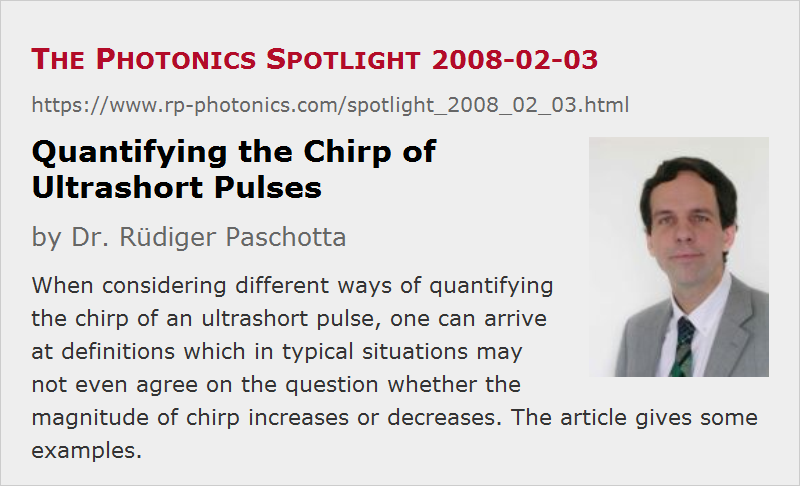 THE PHOTONICS SPOTLIGHT 2008-02-03
https://www.rp-photonics.com/spotlight_2008_02_03.html
Quantifying the Chirp of
Ultrashort Pulses
by Dr. Rüdiger Paschotta
When considering different ways of quantifying
the chirp of an ultrashort pulse, one can arrive
at definitions which in typical situations may
not even agree on the question whether the
magnitude of chirp increases or decreases. The article gives some
examples.